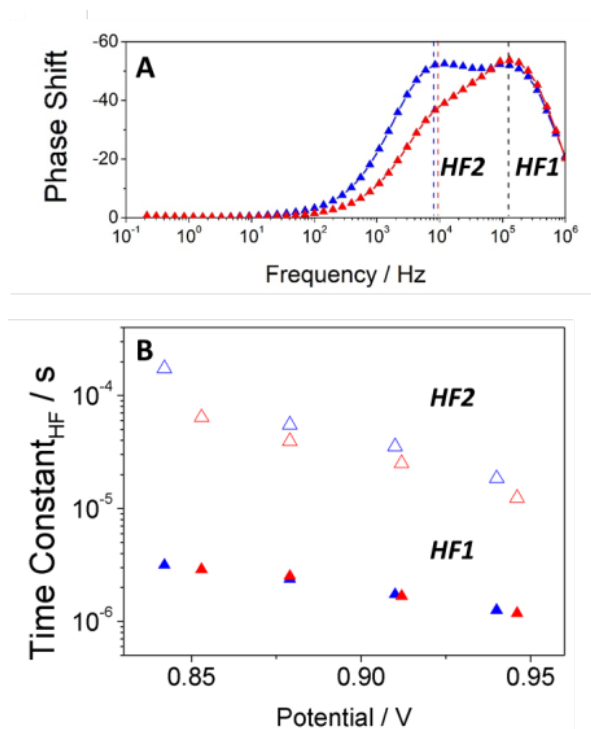 A
-60
-40
-20
0
Phase Shift
HF2
HF1
10⁻¹ 10⁰ 10¹ 10² 10³ 10⁴ 10⁵ 10⁶
Frequency / Hz
B
HF2
10⁻⁴
10⁻⁵
10⁻⁶
Time Constant_HF / s
HF1
0.85 0.90 0.95
Potential / V